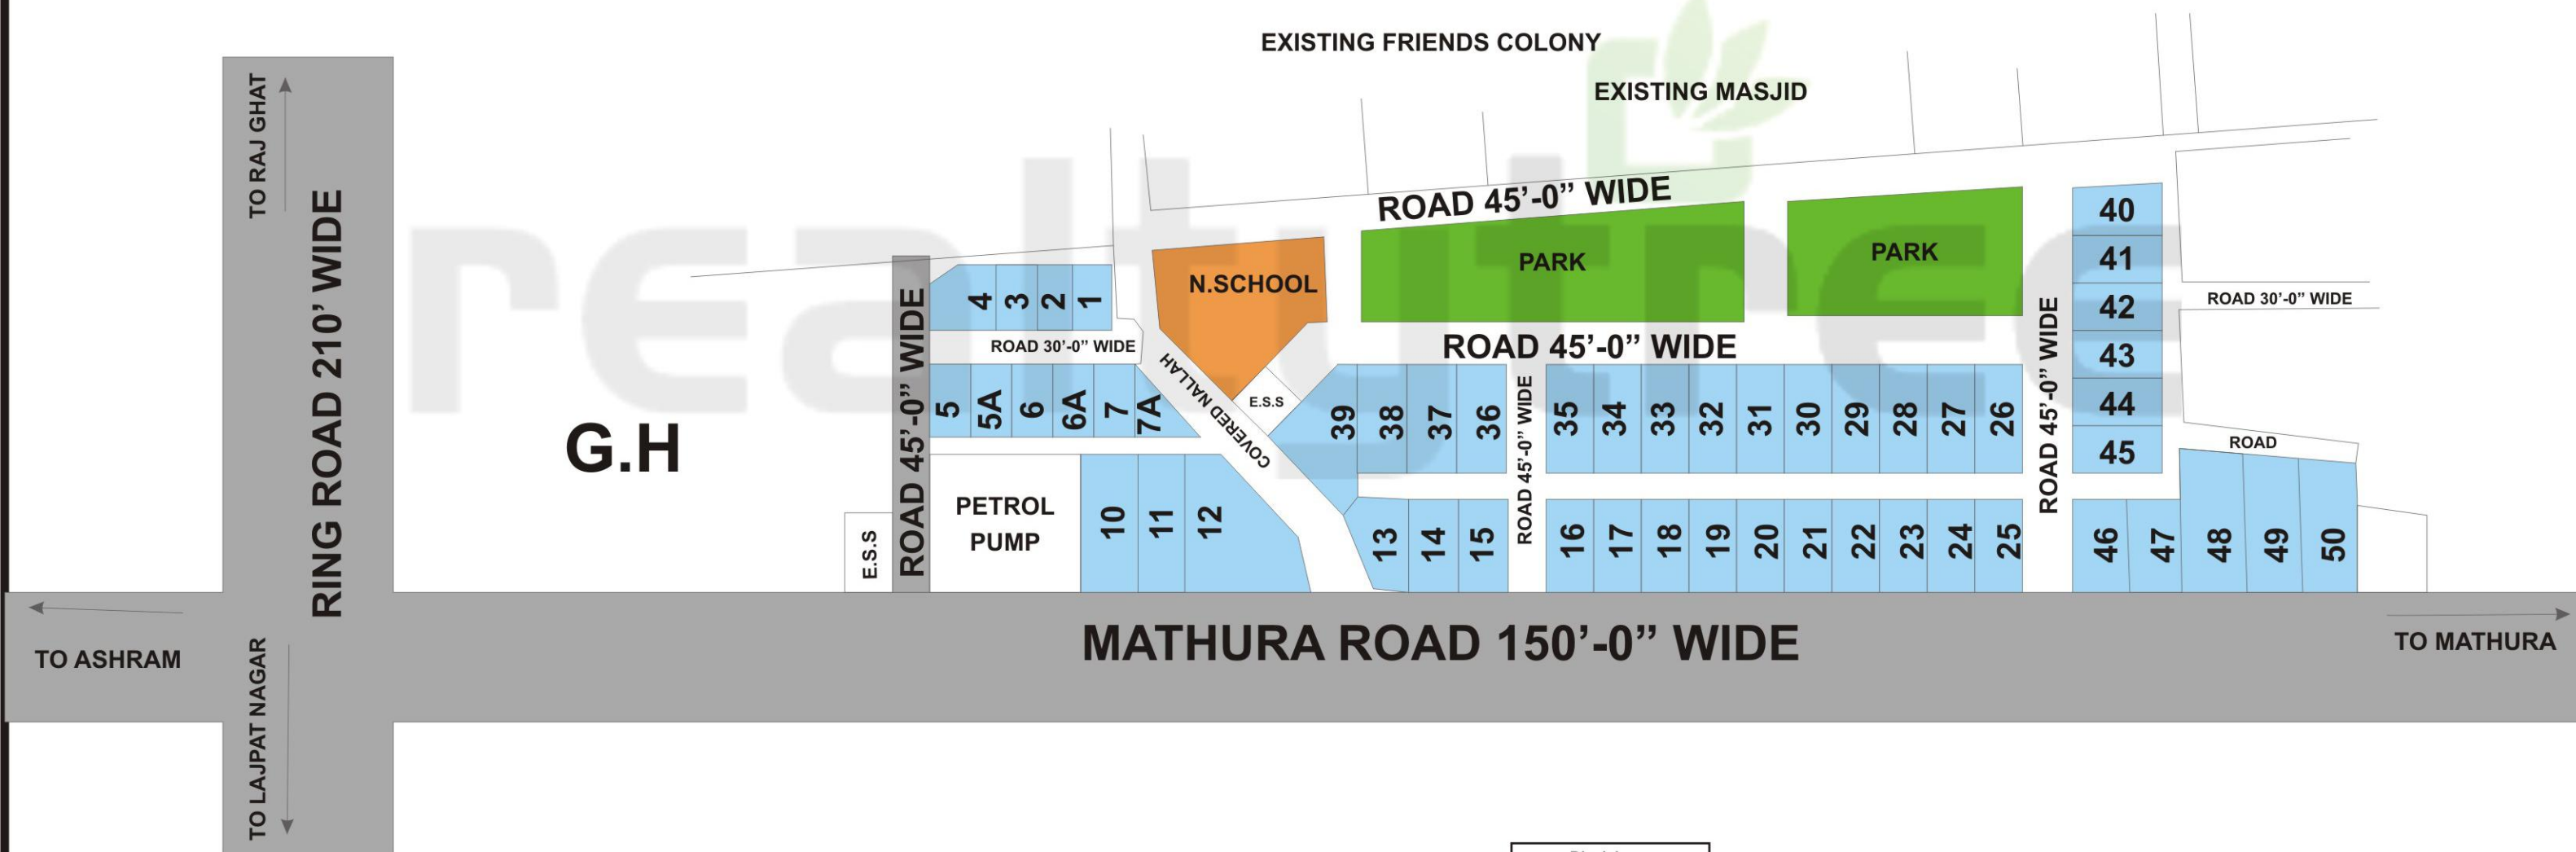 EXISTING FRIENDS COLONY
EXISTING MASJID
TO RAJ GHAT
RING ROAD 210' WIDE
realtytree
ROAD 45'-0” WIDE
PARK
PARK
N.SCHOOL
40
41
42
43
44
45
ROAD 30'-0” WIDE
ROAD
4 3 2 1
ROAD 30'-0” WIDE
ROAD 45'-0” WIDE
ROAD 45'-0” WIDE
5 5A 6 6A 7 7A
COVERED NALLAH
E.S.S
39 38 37 36
ROAD 45'-0” WIDE
35 34 33 32 31 30 29 28 27 26
ROAD 45'-0” WIDE
G.H
E.S.S
PETROL
PUMP
10 11 12
13 14 15
16 17 18 19 20 21 22 23 24 25
46 47 48 49 50
TO ASHRAM
MATHURA ROAD 150'-0” WIDE
TO MATHURA
TO LAJPAT NAGAR